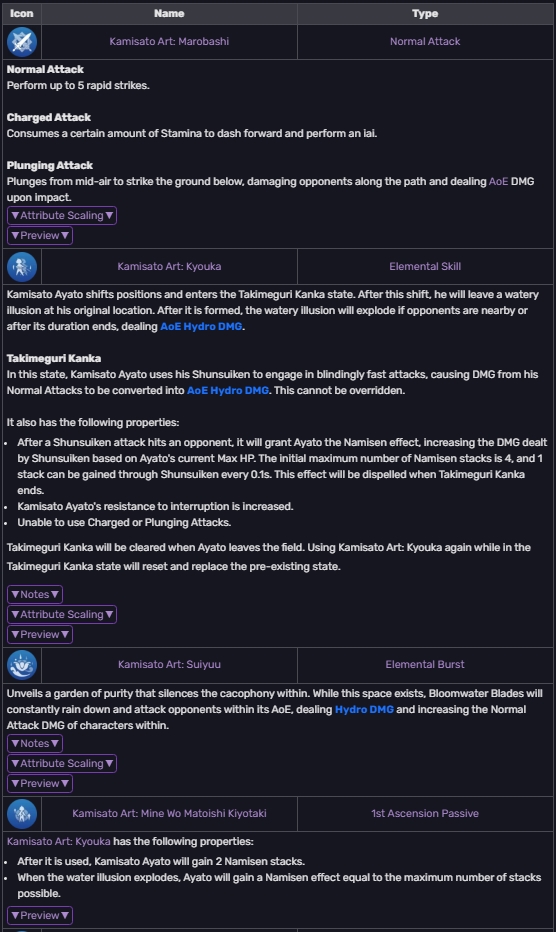 Icon Name Type
Kamisato Art: Marobashi Normal Attack
Normal Attack
Perform up to 5 rapid strikes.
Charged Attack
Consumes a certain amount of Stamina to dash forward and perform an iai.
Plunging Attack
Plunges from mid-air to strike the ground below, damaging opponents along the path and dealing AoE DMG
upon impact.
▼Attribute Scaling▼
▼Preview▼
Kamisato Art: Kyouka Elemental Skill
Kamisato Ayato shifts positions and enters the Takimeguri Kanka state. After this shift, he will leave a watery
illusion at his original location. After it is formed, the watery illusion will explode if opponents are nearby or
after its duration ends, dealing AoE Hydro DMG.
Takimeguri Kanka
In this state, Kamisato Ayato uses his Shunsuiken to engage in blindingly fast attacks, causing DMG from his
Normal Attacks to be converted into AoE Hydro DMG. This cannot be overridden.
It also has the following properties:
• After a Shunsuiken attack hits an opponent, it will grant Ayato the Namisen effect, increasing the DMG dealt
by Shunsuiken based on Ayato's current Max HP. The initial maximum number of Namisen stacks is 4, and 1
stack can be gained through Shunsuiken every 0.1s. This effect will be dispelled when Takimeguri Kanka
ends.
• Kamisato Ayato's resistance to interruption is increased.
• Unable to use Charged or Plunging Attacks.
Takimeguri Kanka will be cleared when Ayato leaves the field. Using Kamisato Art: Kyouka again while in the
Takimeguri Kanka state will reset and replace the pre-existing state.
▼Notes▼
▼Attribute Scaling▼
▼Preview▼
Kamisato Art: Suiyuu Elemental Burst
Unveils a garden of purity that silences the cacophony within. While this space exists, Bloomwater Blades will
constantly rain down and attack opponents within its AoE, dealing Hydro DMG and increasing the Normal
Attack DMG of characters within.
▼Notes▼
▼Attribute Scaling▼
▼Preview▼
Kamisato Art: Mine Wo Matoishi Kiyotaki 1st Ascension Passive
Kamisato Art: Kyouka has the following properties:
• After it is used, Kamisato Ayato will gain 2 Namisen stacks.
• When the water illusion explodes, Ayato will gain a Namisen effect equal to the maximum number of stacks
possible.
▼Preview▼